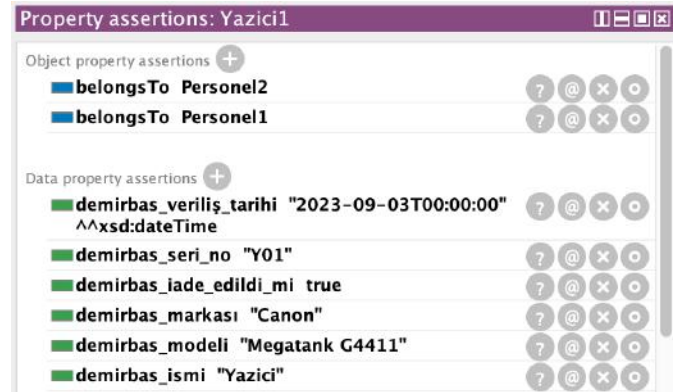 Property assertions: Yazici1
Object property assertions
belongsTo Personel2
belongsTo Personel1
Data property assertions
demirbas_veriliş_tarihi "2023-09-03T00:00:00"
^^xsd:dateTime
demirbas_seri_no "Y01"
demirbas_iade_edildi_mi true
demirbas_markası "Canon"
demirbas_modeli "Megatank G4411"
demirbas_ismi "Yazici"